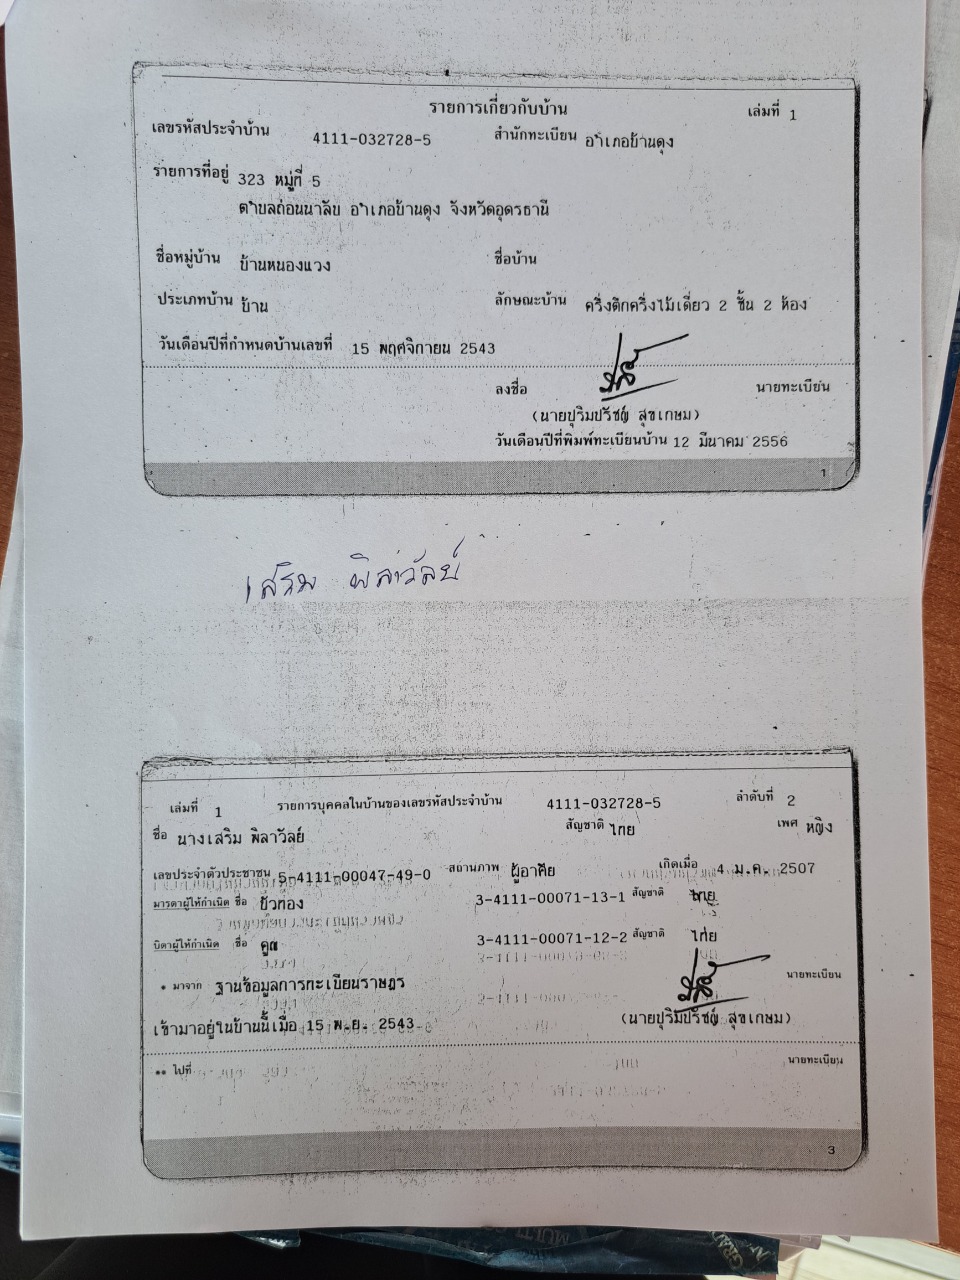 รายการเกี่ยวกับบ้าน เล่มที่ 1
เลขรหัสประจำบ้าน 4111-032728-5 สำนักทะเบียน อำเภอบ้านดุง
รายการที่อยู่ 323 หมู่ที่ 5
ตำบลถ่อนนาลับ อำเภอบ้านดุง จังหวัดอุดรธานี
ชื่อหมู่บ้าน บ้านหนองแวง ชื่อบ้าน
ประเภทบ้าน บ้าน ลักษณะบ้าน ครึ่งตึกครึ่งไม้เดี่ยว 2 ชั้น 2 ห้อง
วันเดือนปีที่กำหนดบ้านเลขที่ 15 พฤศจิกายน 2543
ลงชื่อ นายทะเบียน
(นายปุริมปรัชญ์ สุขเกษม)
วันเดือนปีที่พิมพ์ทะเบียนบ้าน 12 มีนาคม 2556
1
เสริม พิลาวัลย์
เล่มที่ 1 รายการบุคคลในบ้านของเลขรหัสประจำบ้าน 4111-032728-5 ลำดับที่ 2
ชื่อ นางเสริม พิลาวัลย์ สัญชาติ ไทย เพศ หญิง
เลขประจำตัวประชาชน 5-4111-00047-49-0 สถานภาพ ผู้อาศัย เกิดเมื่อ 4 ม.ค. 2507
มารดาผู้ให้กำเนิด ชื่อ บัวทอง 3-4111-00071-13-1 สัญชาติ ไทย
บิดาผู้ให้กำเนิด ชื่อ คูณ 3-4111-00071-12-2 สัญชาติ ไทย
* มาจาก ฐานข้อมูลการทะเบียนราษฎร นายทะเบียน
เข้ามาอยู่ในบ้านนี้เมื่อ 15 พ.ย. 2543 (นายปุริมปรัชญ์ สุขเกษม)
** ไปที่ นายทะเบียน
3